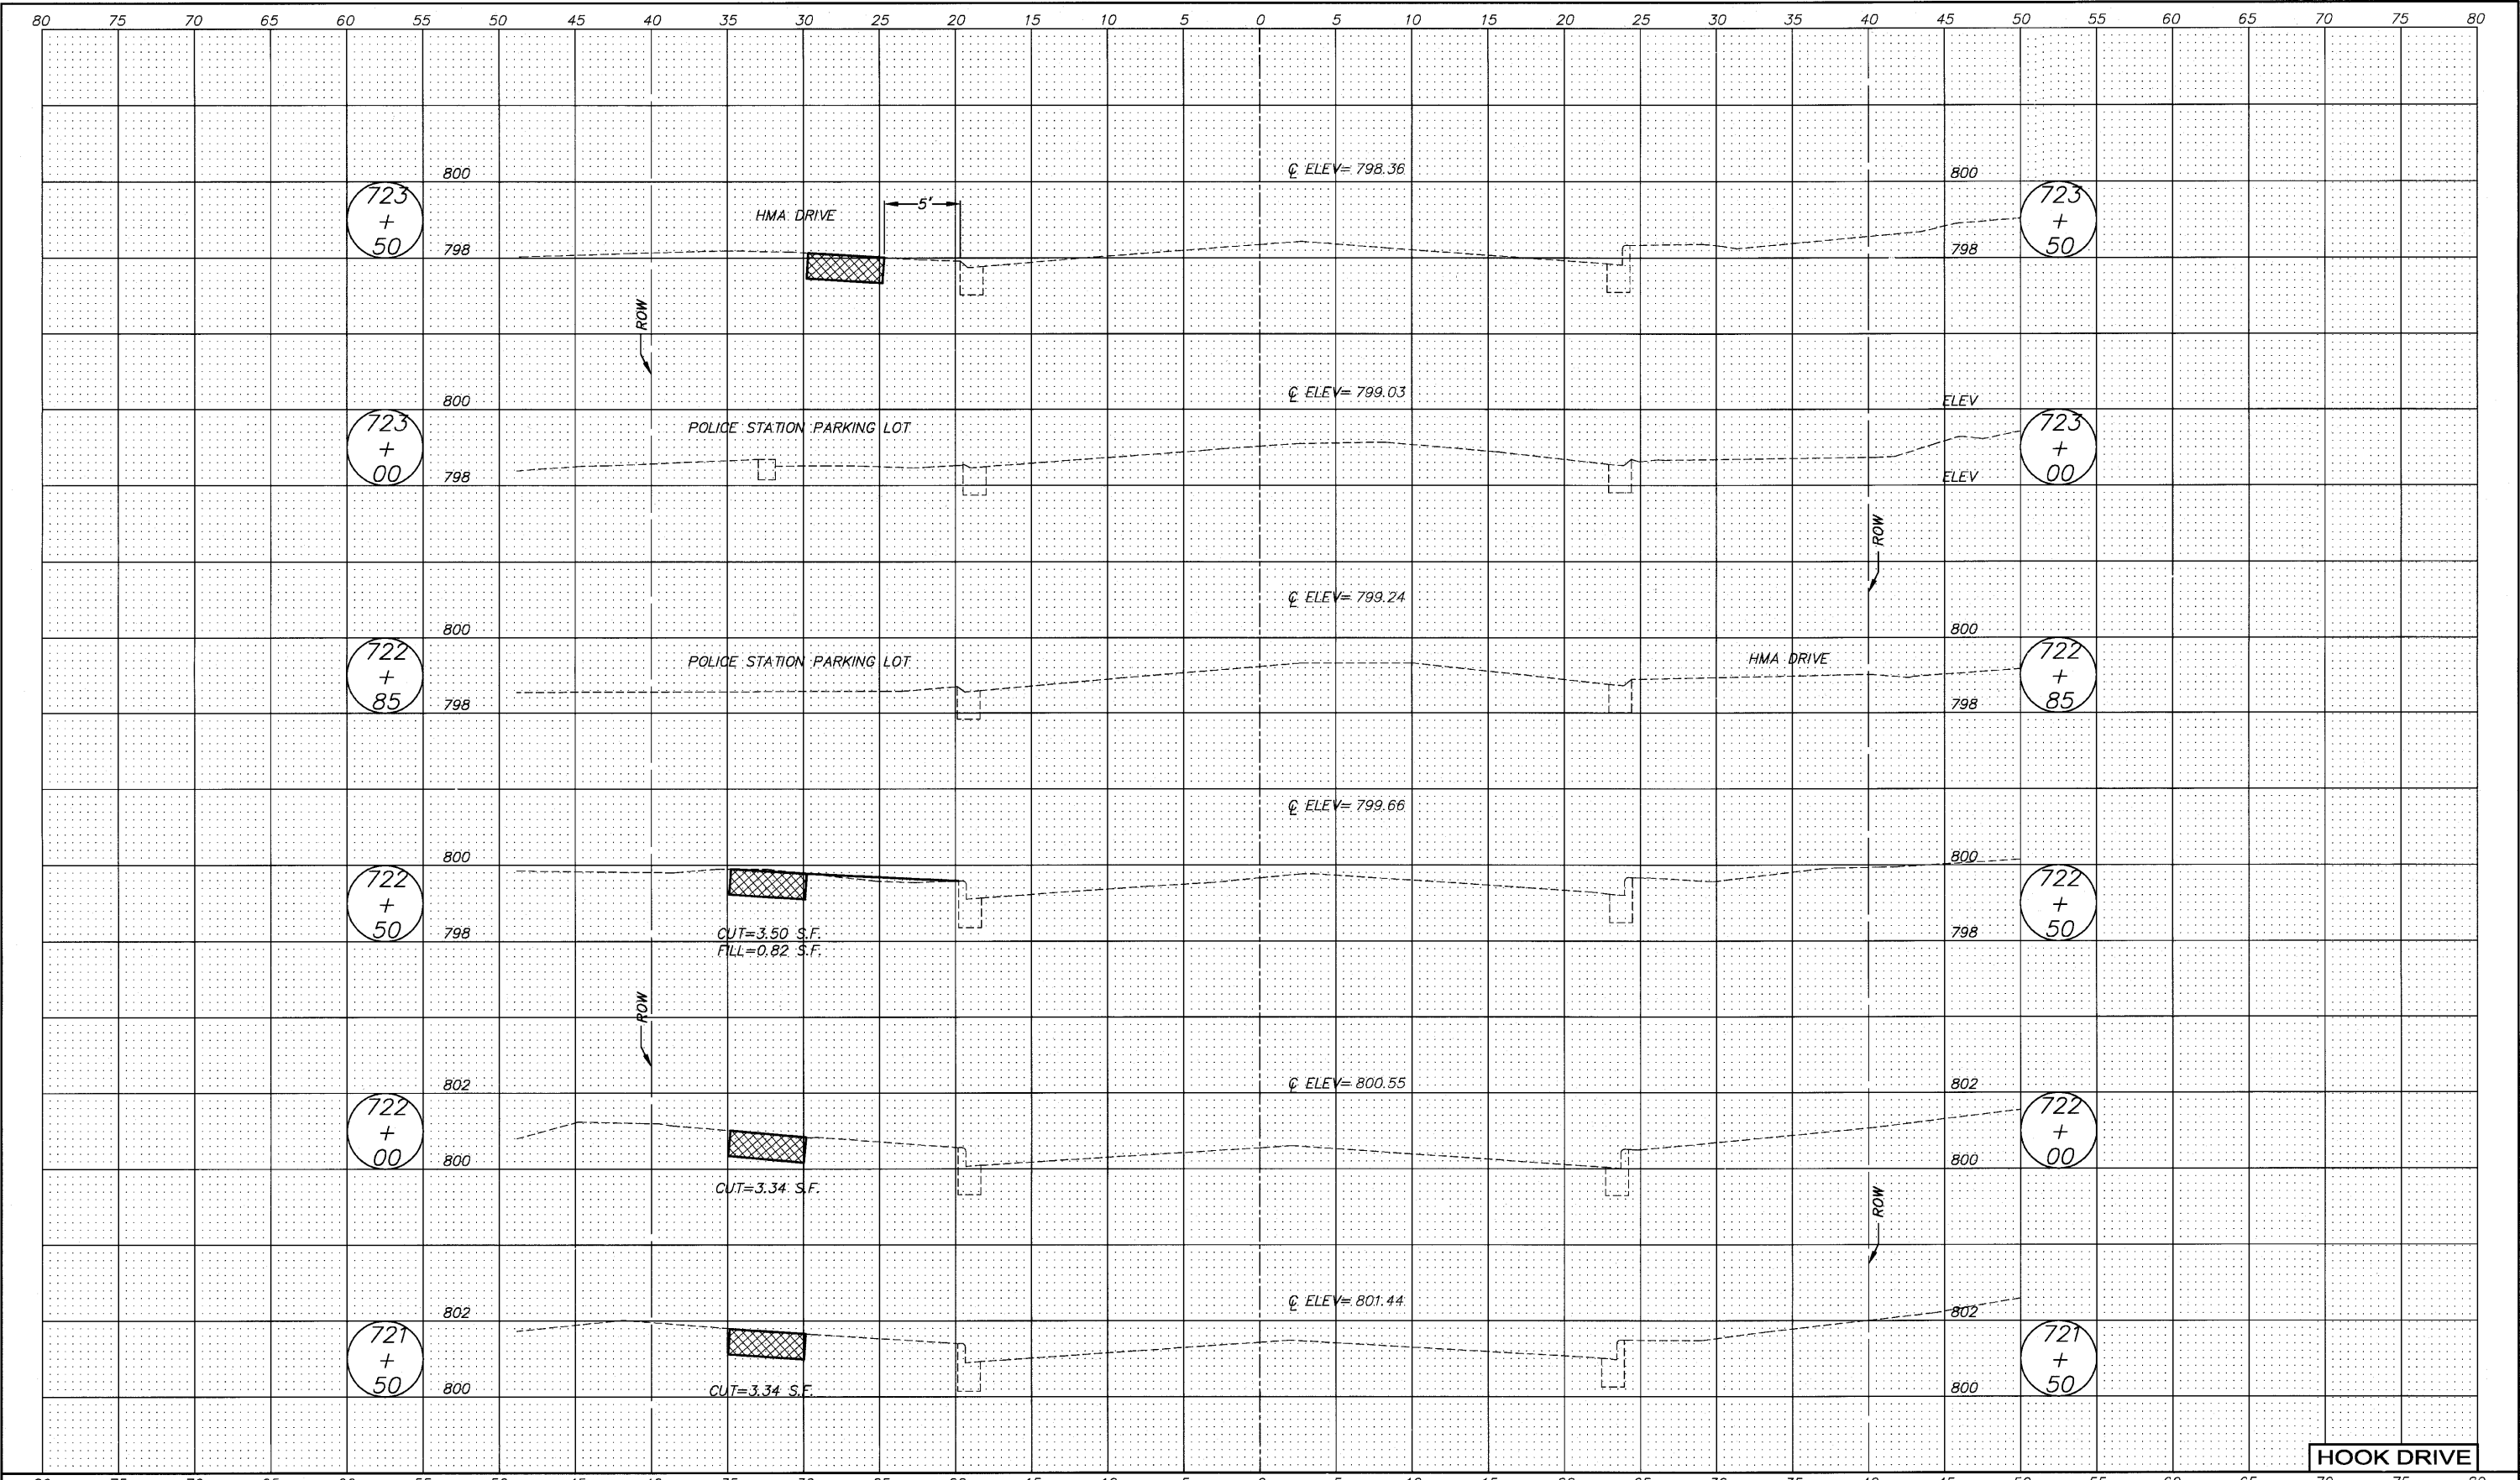 80 75 70 65 60 55 50 45 40 35 30 25 20 15 10 5 0 5 10 15 20 25 30 35 40 45 50 55 60 65 70 75 80
℄ ELEV= 798.36
800 800
723 + 50
HMA DRIVE
5'
723 + 50
798 798
ROW
℄ ELEV= 799.03
800 ELEV
723 + 00
POLICE STATION PARKING LOT
723 + 00
798 ELEV
ROW
℄ ELEV= 799.24
800 800
722 + 85
POLICE STATION PARKING LOT
HMA DRIVE
722 + 85
798 798
℄ ELEV= 799.66
800 800
722 + 50
722 + 50
798 798
CUT=3.50 S.F.
FILL=0.82 S.F.
ROW
℄ ELEV= 800.55
802 802
722 + 00
722 + 00
800 800
CUT=3.34 S.F.
ROW
℄ ELEV= 801.44
802 802
721 + 50
721 + 50
800 800
CUT=3.34 S.F.
HOOK DRIVE